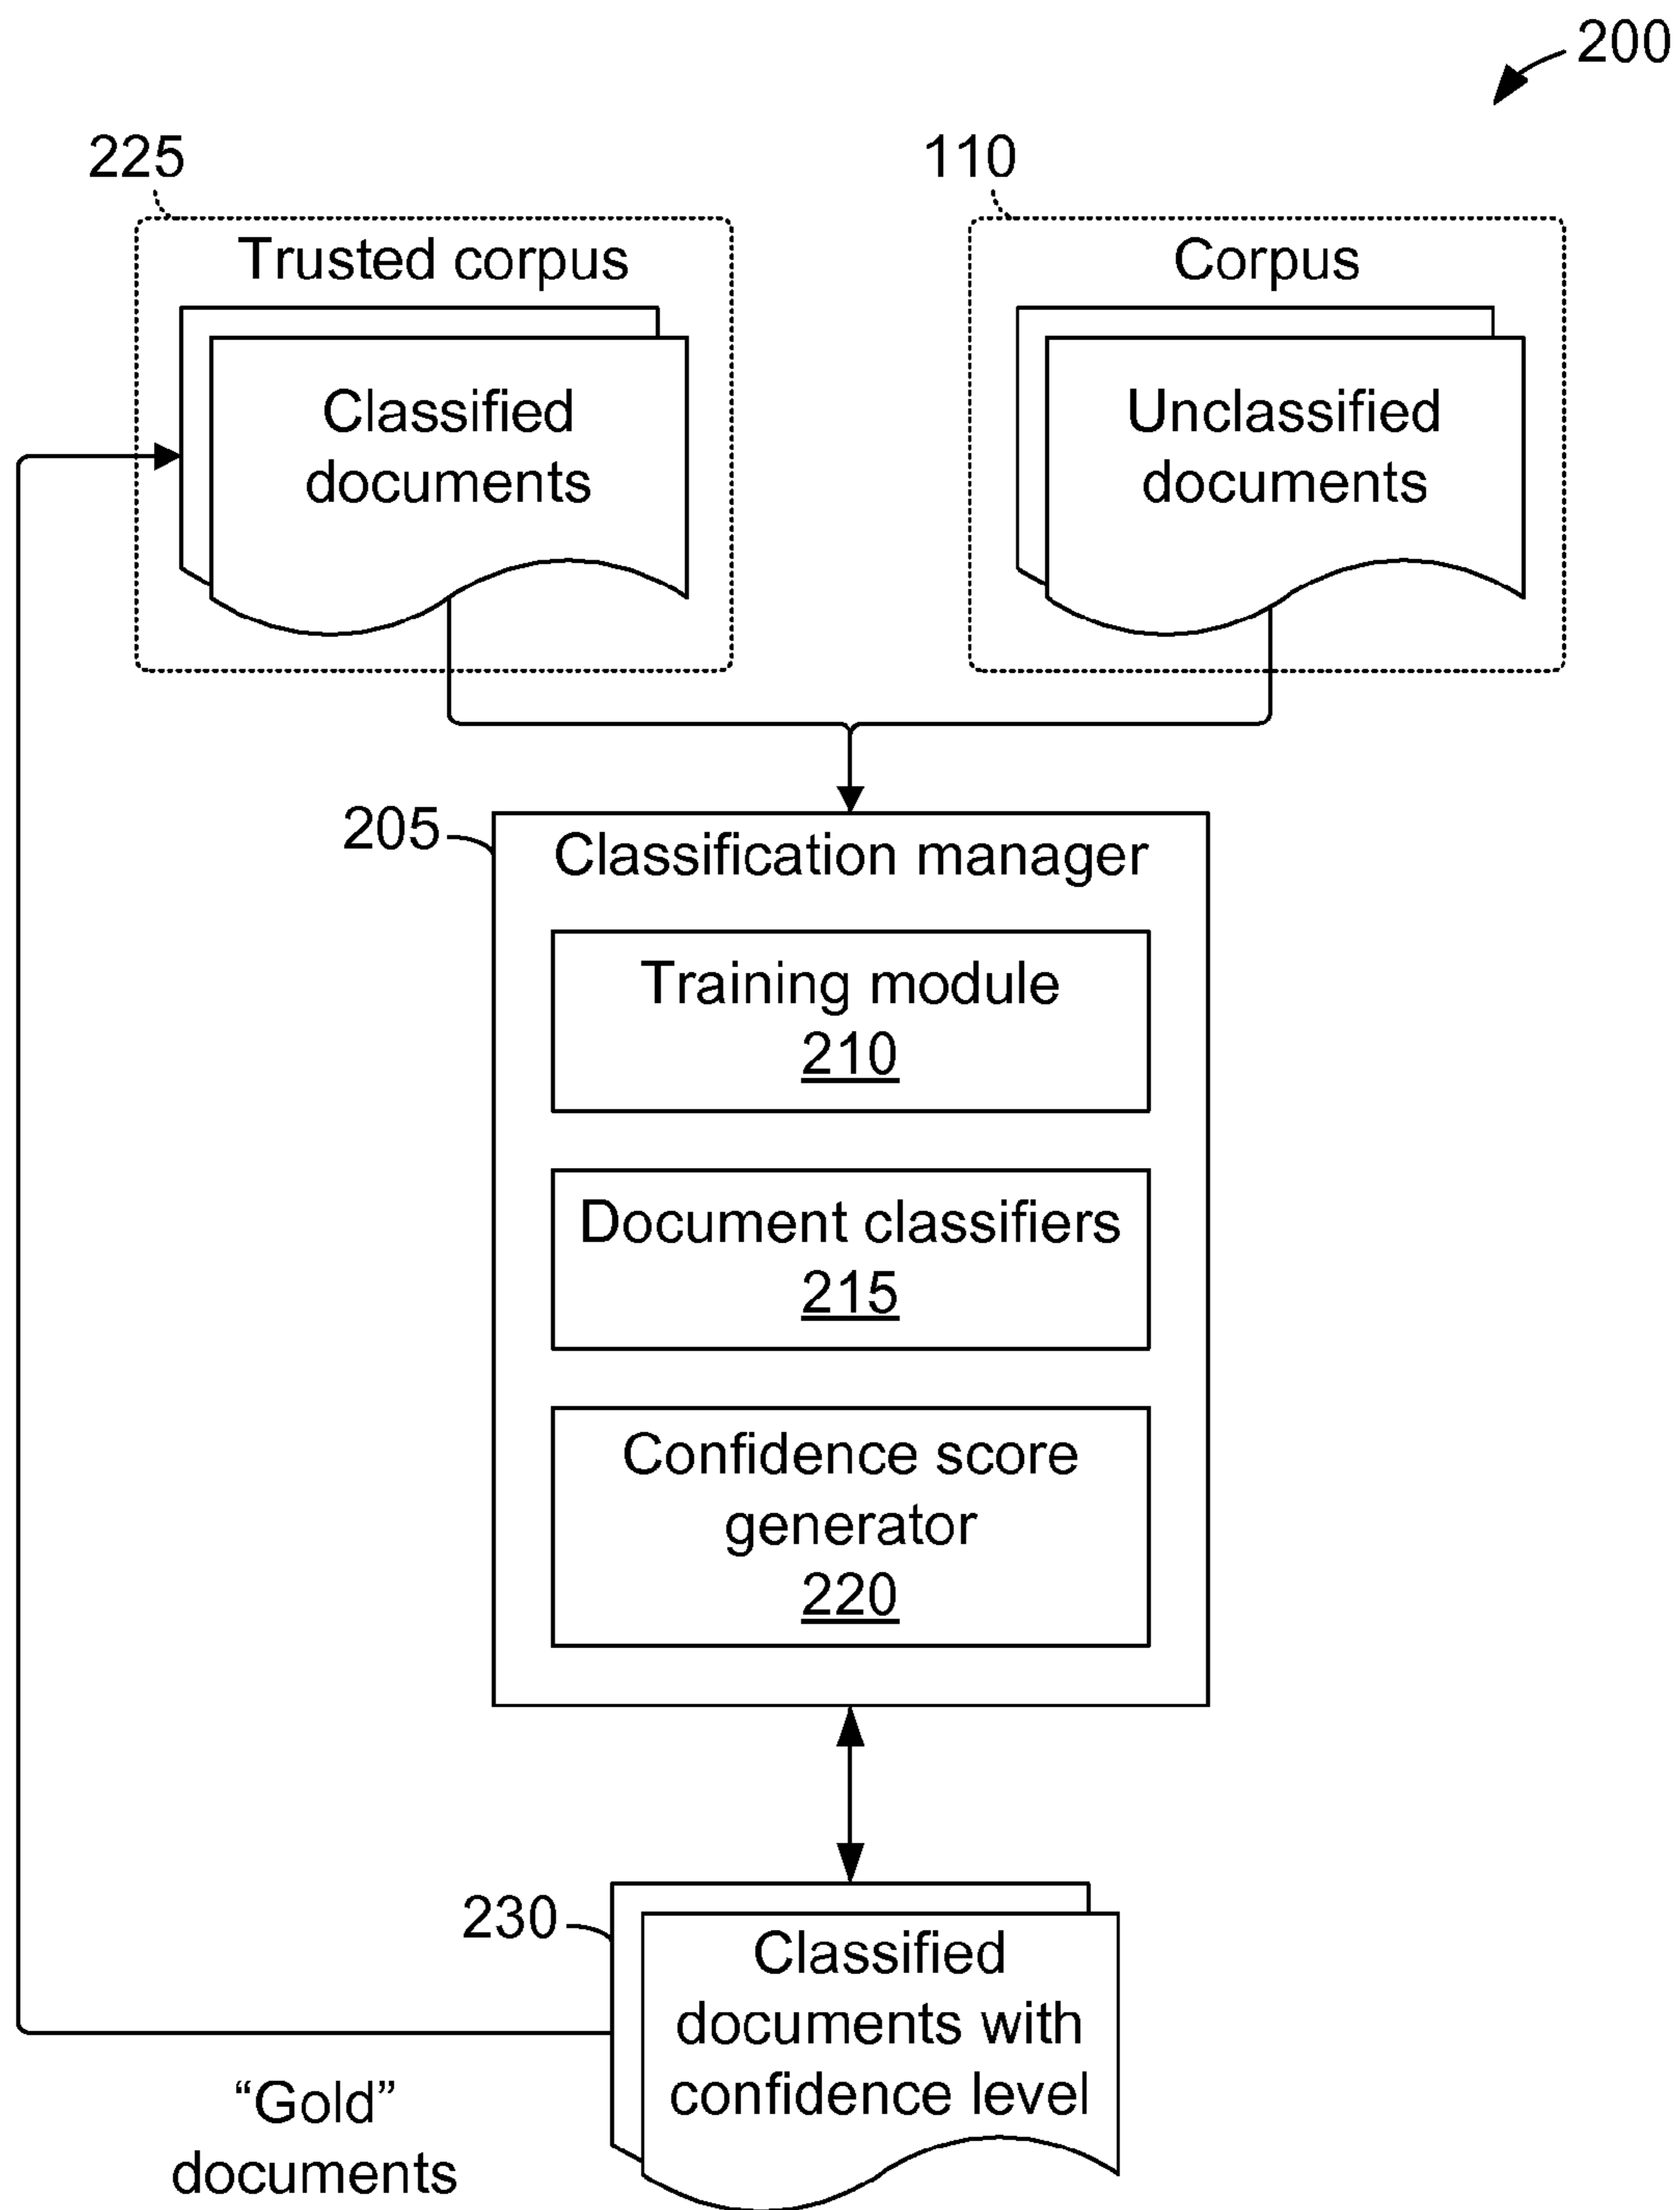 200
225
110
Trusted corpus
Corpus
Classified
documents
Unclassified
documents
205
Classification manager
Training module
210
Document classifiers
215
Confidence score
generator
220
230
Classified
documents with
confidence level
“Gold”
documents